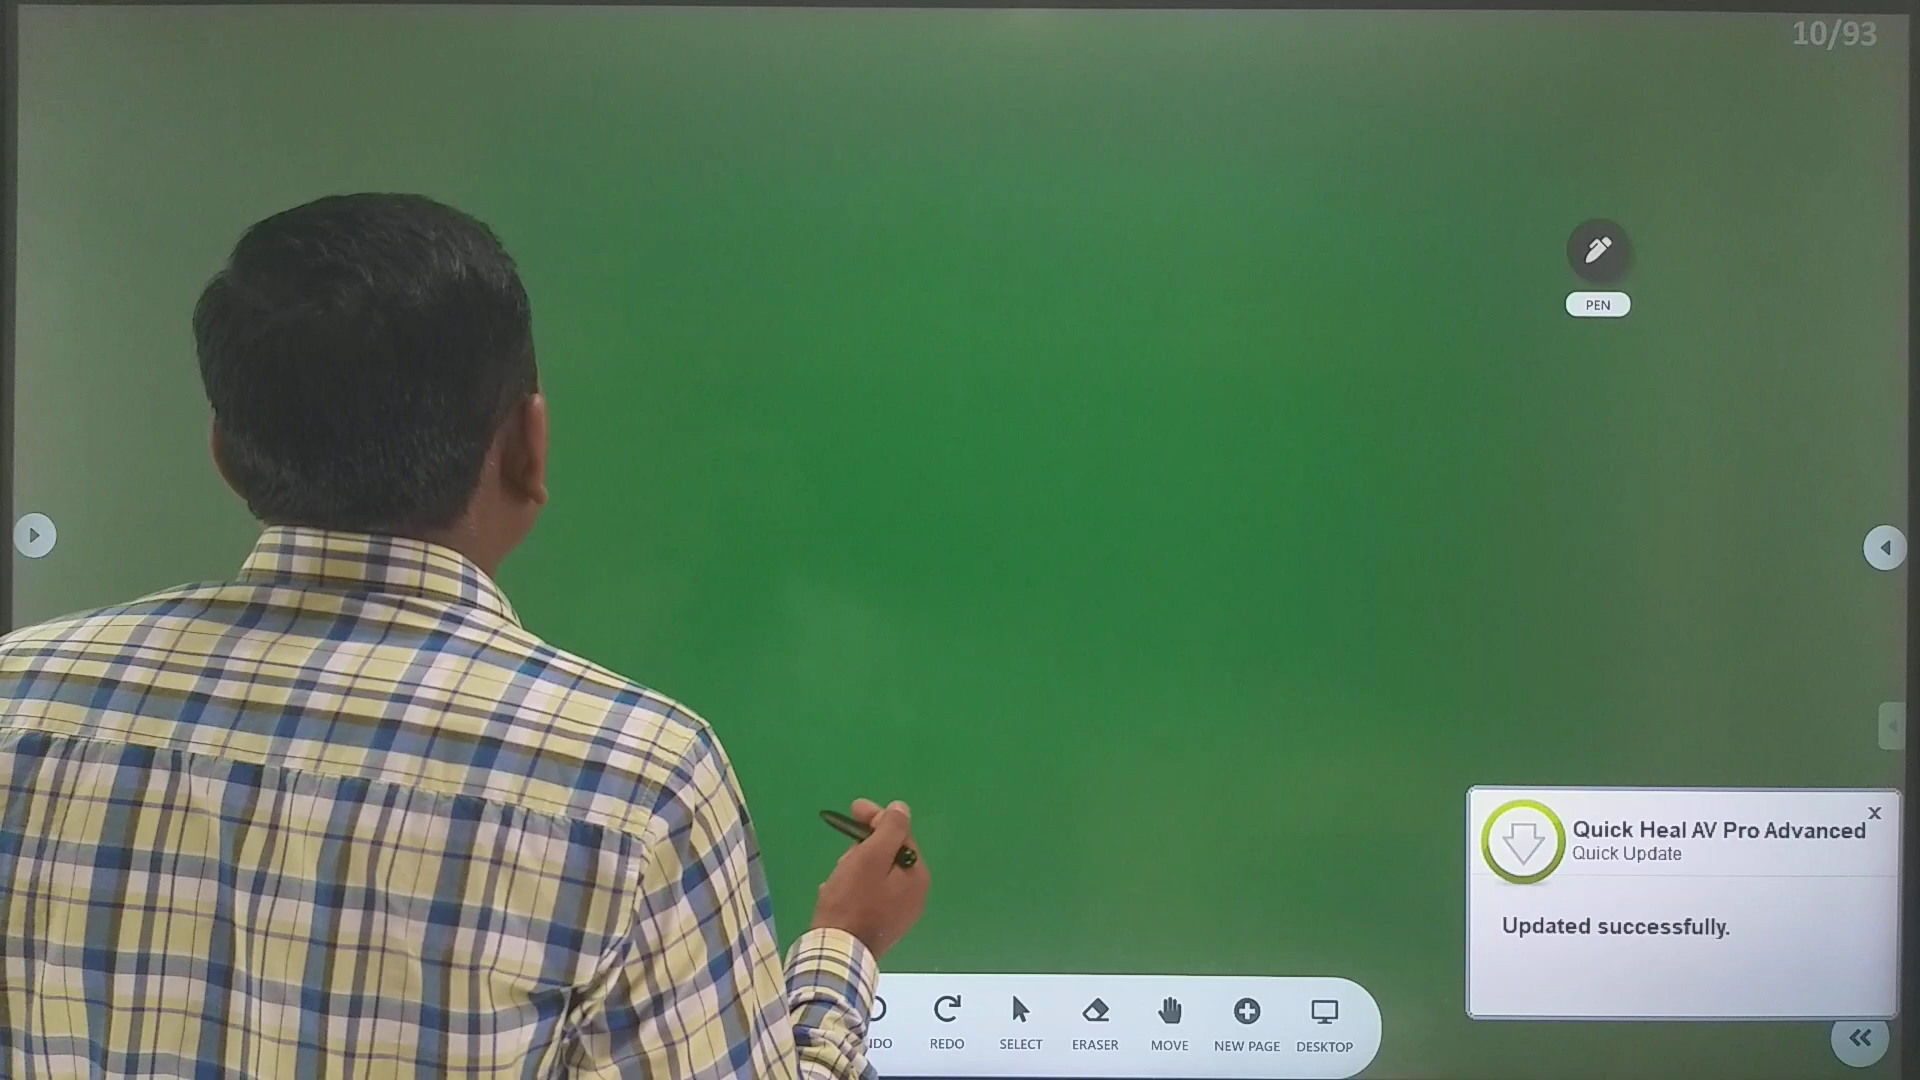 10/93
PEN
Quick Heal AV Pro Advanced
Quick Update
X
Updated successfully.
NDO
REDO
SELECT
ERASER
MOVE
NEW PAGE
DESKTOP